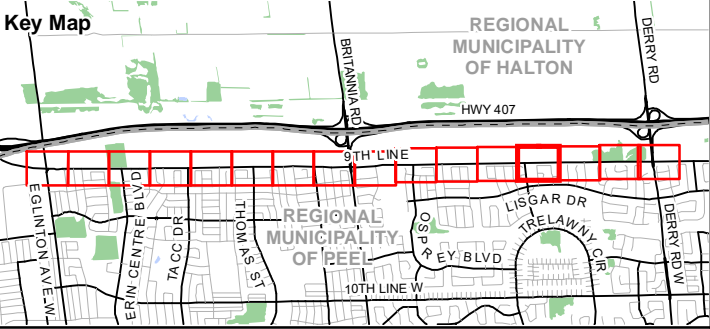 Key Map
REGIONAL
MUNICIPALITY
OF HALTON
BRITANNIA RD
DERRY RD
HWY 407
9TH LINE
EGLINTON AVE W
ERIN CENTRE BLVD
TACC DR
THOMAS ST
REGIONAL
MUNICIPALITY
OF PEEL
OSPREY BLVD
LISGAR DR
TRELAWNY CIR
DERRY RD W
10TH LINE W